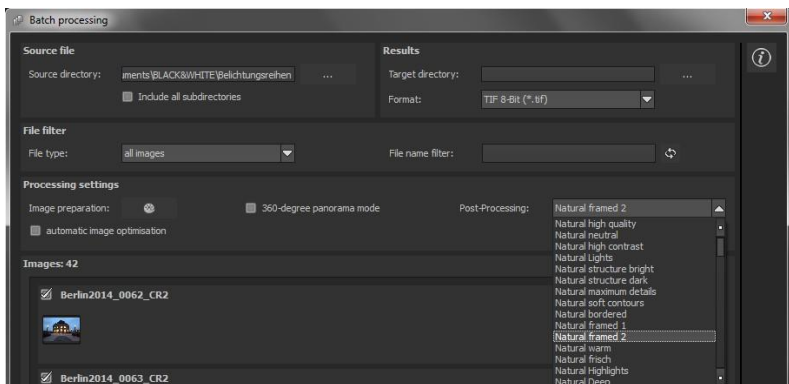 Batch processing
Source file
Source directory: uments\BLACK&WHITE\Belichtungsreihen ...
Include all subdirectories
Results
Target directory: ...
Format: TIF 8-Bit (*.tif)
File filter
File type: all images
File name filter:
Processing settings
Image preparation:
360-degree panorama mode
Post-Processing: Natural framed 2
automatic image optimisation
Natural high quality
Natural neutral
Natural high contrast
Natural Lights
Natural structure bright
Natural structure dark
Natural maximum details
Natural soft contours
Natural bordered
Natural framed 1
Natural framed 2
Natural warm
Natural frisch
Natural Highlights
Natural Deep
Images: 42
Berlin2014_0062_CR2
Berlin2014_0063_CR2